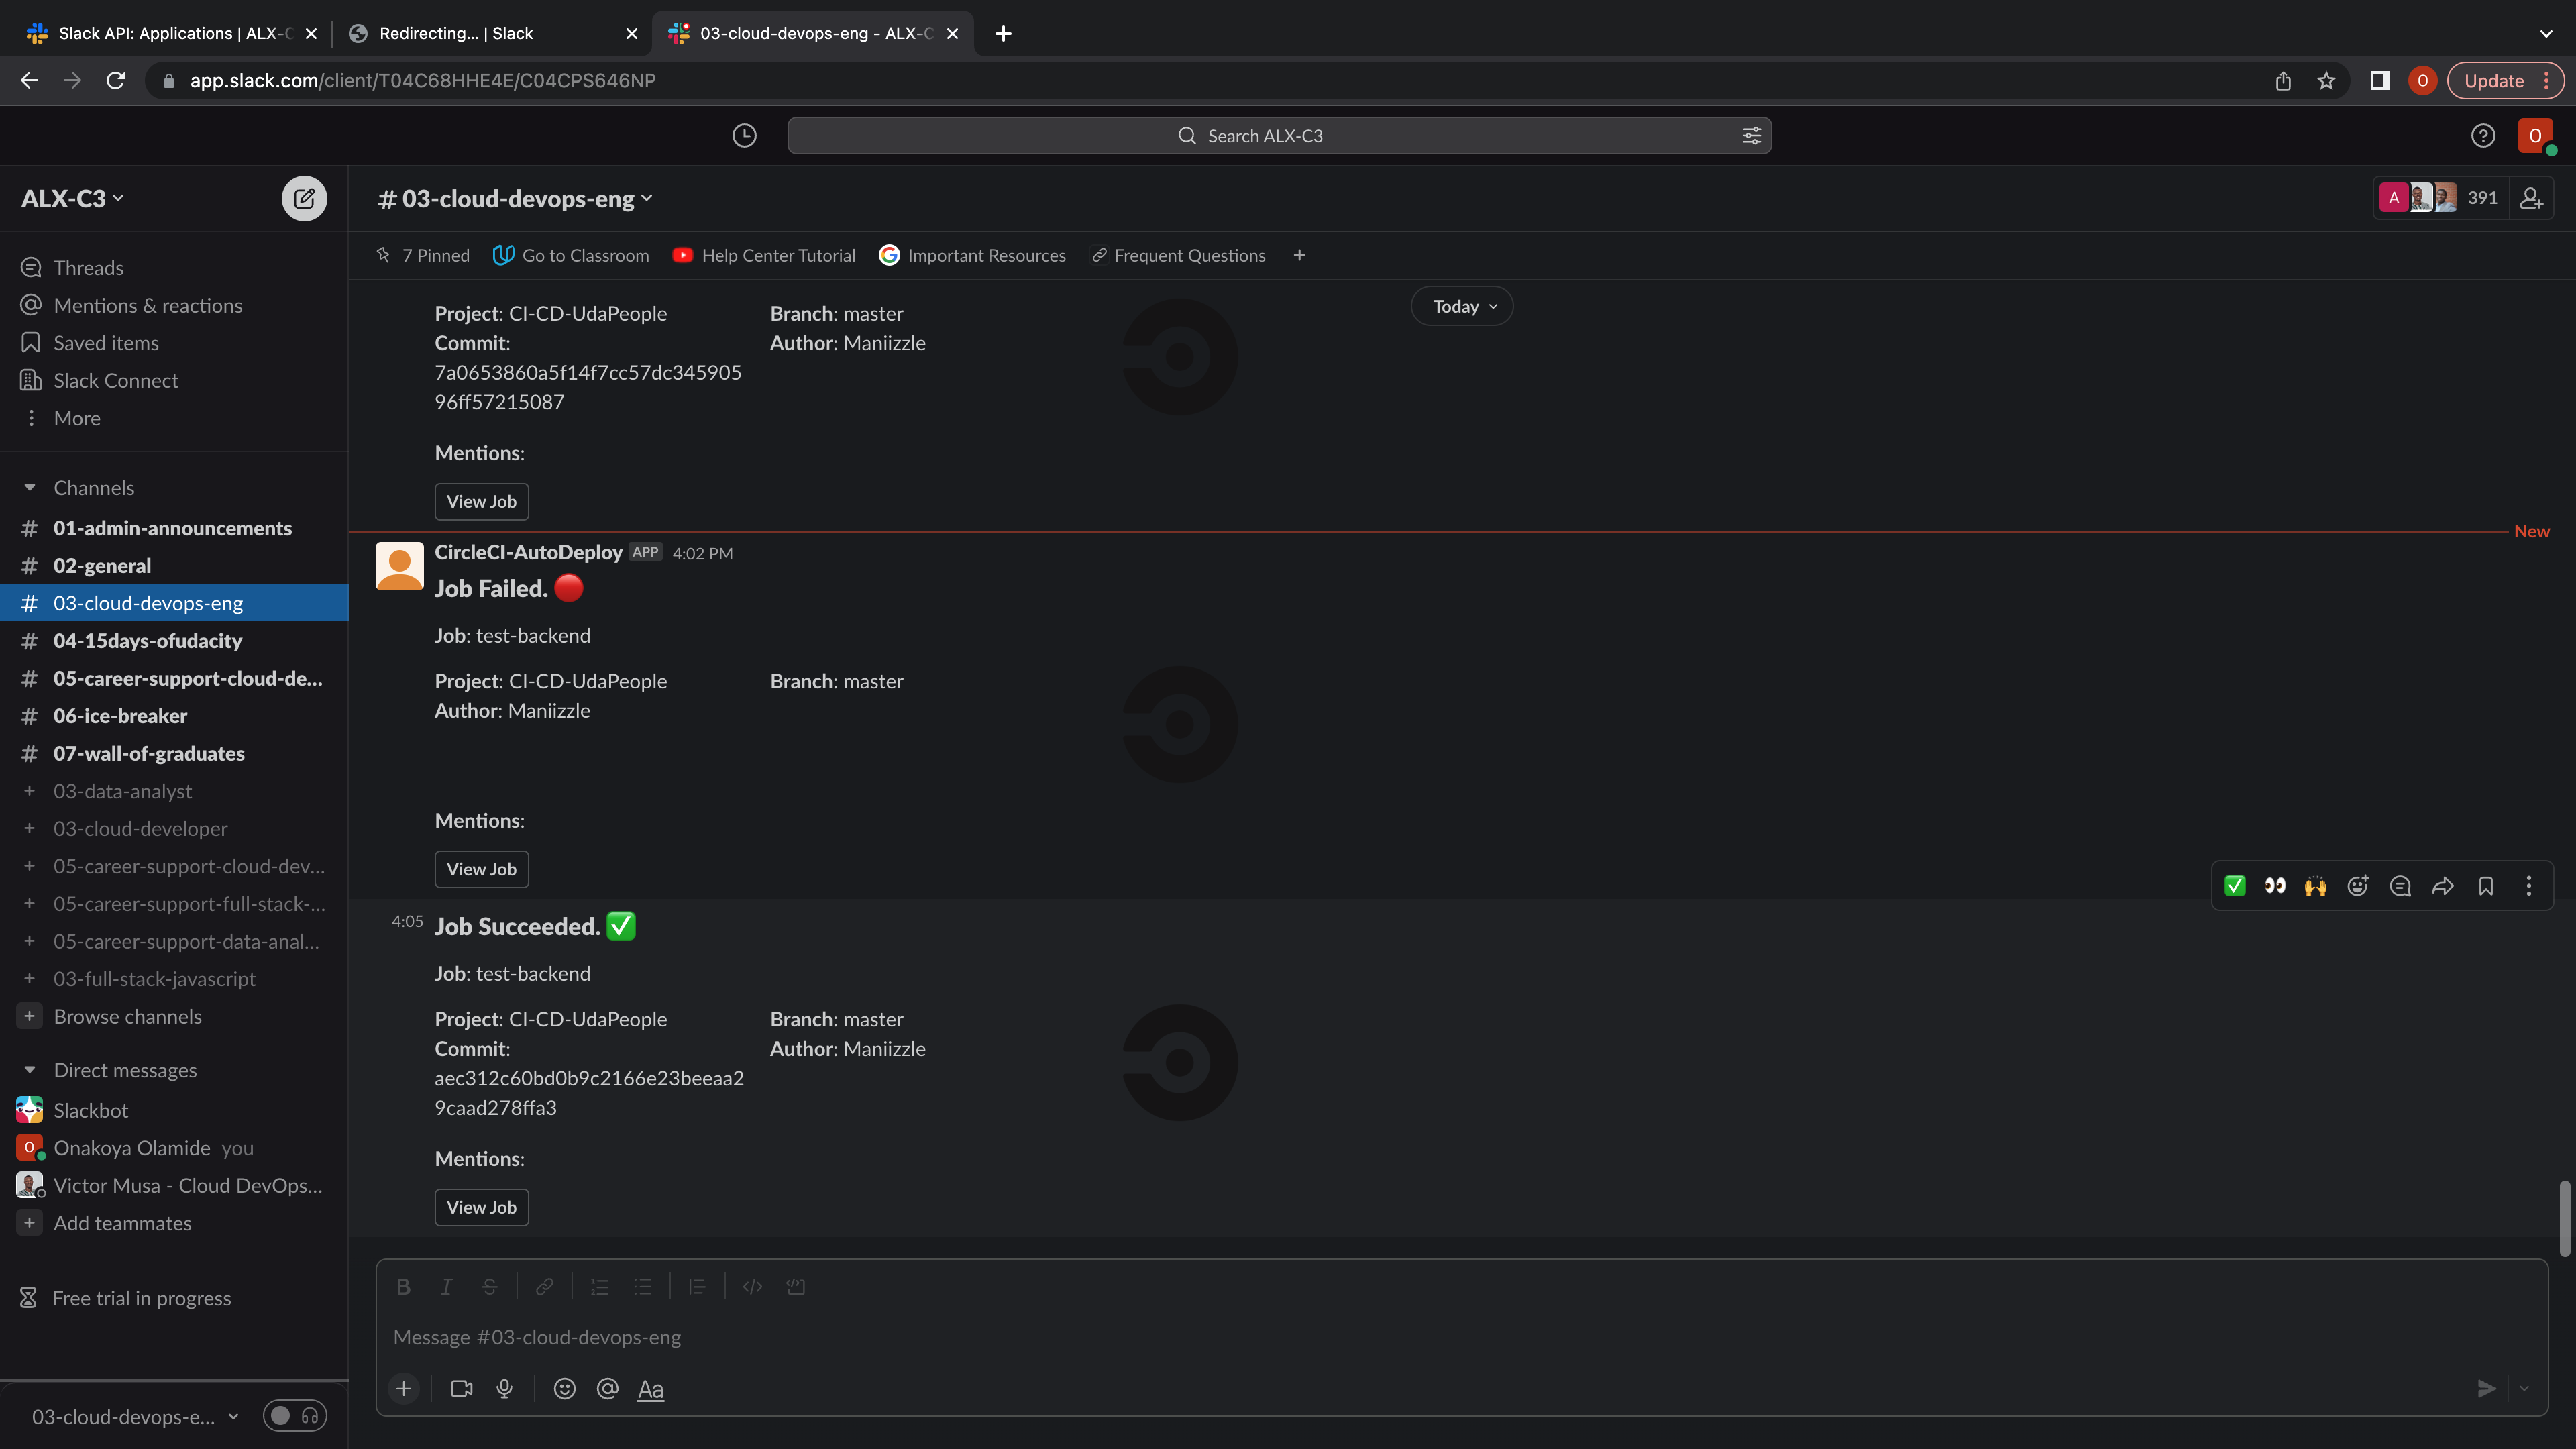 Slack API: Applications | ALX-C
Redirecting... | Slack
03-cloud-devops-eng - ALX-C
app.slack.com/client/T04C68HHE4E/C04CPS646NP
O
Update
Search ALX-C3
O
ALX-C3
Threads
Mentions & reactions
Saved items
Slack Connect
More
Channels
# 01-admin-announcements
# 02-general
# 03-cloud-devops-eng
# 04-15days-ofudacity
# 05-career-support-cloud-de...
# 06-ice-breaker
# 07-wall-of-graduates
+ 03-data-analyst
+ 03-cloud-developer
+ 05-career-support-cloud-dev...
+ 05-career-support-full-stack-...
+ 05-career-support-data-anal...
+ 03-full-stack-javascript
+ Browse channels
Direct messages
Slackbot
O Onakoya Olamide you
Victor Musa - Cloud DevOps...
+ Add teammates
Free trial in progress
03-cloud-devops-e...
# 03-cloud-devops-eng
A 391
7 Pinned Go to Classroom Help Center Tutorial Important Resources Frequent Questions +
Today
Project: CI-CD-UdaPeople Branch: master
Commit: Author: Maniizzle
7a0653860a5f14f7cc57dc345905
96ff57215087
Mentions:
View Job
New
CircleCI-AutoDeploy APP 4:02 PM
Job Failed. 🔴
Job: test-backend
Project: CI-CD-UdaPeople Branch: master
Author: Maniizzle
Mentions:
View Job
4:05 Job Succeeded. ✅
Job: test-backend
Project: CI-CD-UdaPeople Branch: master
Commit: Author: Maniizzle
aec312c60bd0b9c2166e23beeaa2
9caad278ffa3
Mentions:
View Job
B I S
Message #03-cloud-devops-eng
+ @ Aa